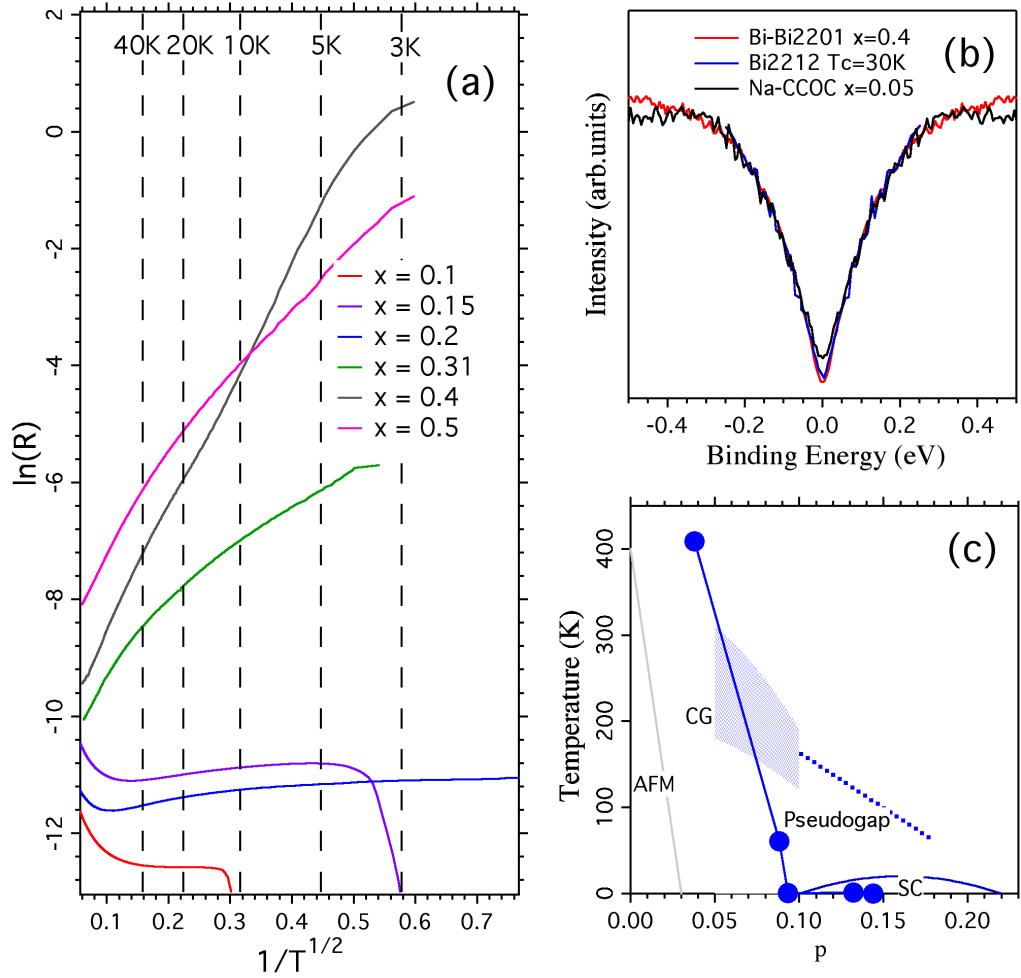 40K 20K 10K 5K 3K
(a)
0
-2
-4
-6
-8
-10
-12
ln(R)
x = 0.1
x = 0.15
x = 0.2
x = 0.31
x = 0.4
x = 0.5
0.1 0.2 0.3 0.4 0.5 0.6 0.7
1/T^1/2
Bi-Bi2201 x=0.4
Bi2212 Tc=30K
Na-CCOC x=0.05
(b)
Intensity (arb.units)
-0.4 -0.2 0.0 0.2 0.4
Binding Energy (eV)
(c)
400
300
200
100
0
Temperature (K)
CG
AFM
Pseudogap
SC
0.00 0.05 0.10 0.15 0.20
p